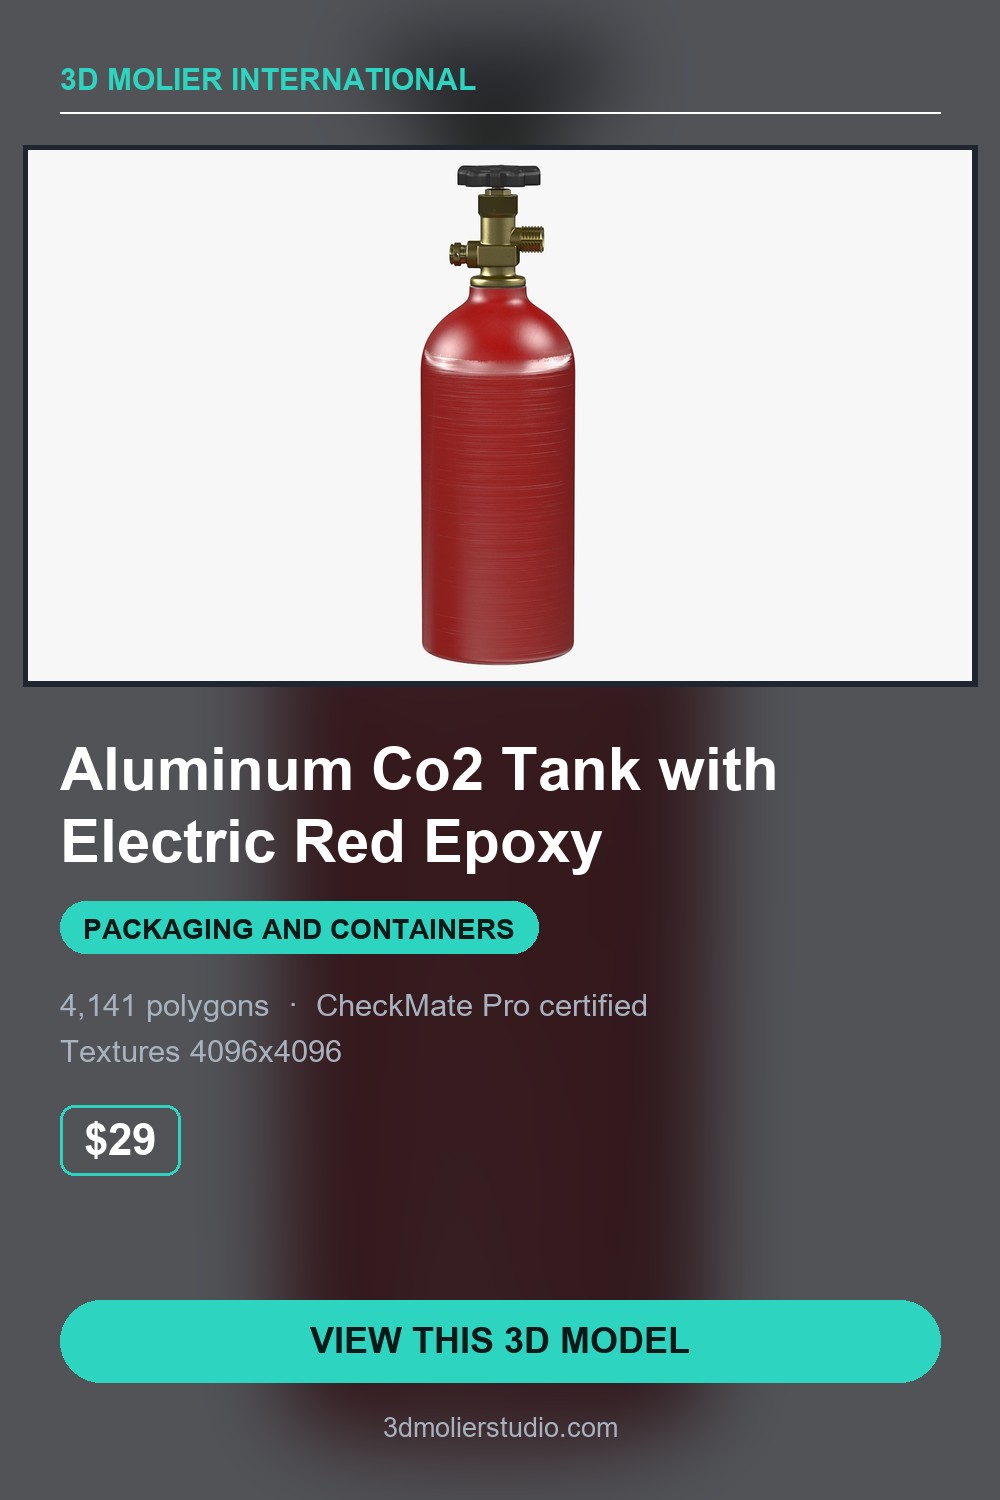 3D MOLIER INTERNATIONAL
Aluminum Co2 Tank with
Electric Red Epoxy
PACKAGING AND CONTAINERS
4,141 polygons · CheckMate Pro certified
Textures 4096x4096
$29
VIEW THIS 3D MODEL
3dmolierstudio.com